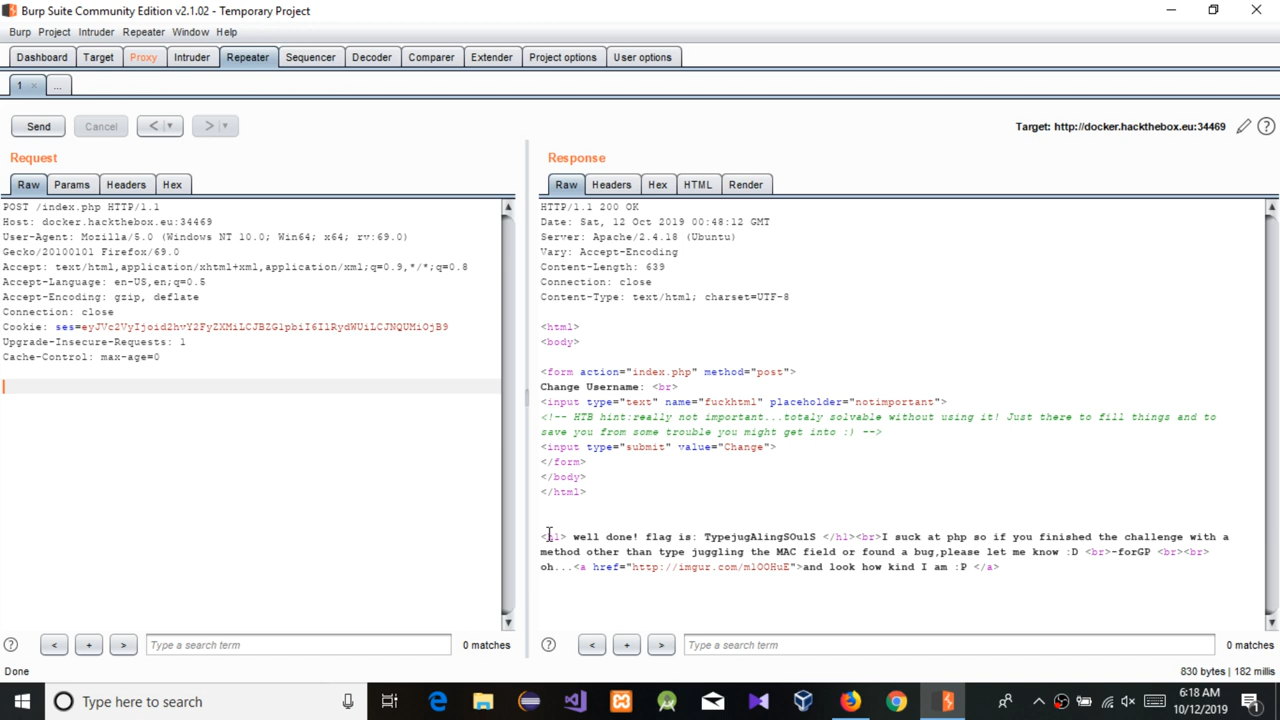 Burp Suite Community Edition v2.1.02 - Temporary Project
Burp Project Intruder Repeater Window Help
Dashboard Target Proxy Intruder Repeater Sequencer Decoder Comparer Extender Project options User options
1 × ...
Send Cancel < > Target: http://docker.hackthebox.eu:34469 ?
Request
Raw Params Headers Hex
POST /index.php HTTP/1.1
Host: docker.hackthebox.eu:34469
User-Agent: Mozilla/5.0 (Windows NT 10.0; Win64; x64; rv:69.0)
Gecko/20100101 Firefox/69.0
Accept: text/html,application/xhtml+xml,application/xml;q=0.9,*/*;q=0.8
Accept-Language: en-US,en;q=0.5
Accept-Encoding: gzip, deflate
Connection: close
Upgrade-Insecure-Requests: 1
Cache-Control: max-age=0
? < + > Type a search term 0 matches
Response
Raw Headers Hex HTML Render
HTTP/1.1 200 OK
Date: Sat, 12 Oct 2019 00:48:12 GMT
Server: Apache/2.4.18 (Ubuntu)
Vary: Accept-Encoding
Content-Length: 639
Connection: close
Content-Type: text/html; charset=UTF-8
<html>
<body>
<form action="index.php" method="post">
Change Username: <br>
<input type="text" name="fuckhtml" placeholder="notimportant">
<!-- HTB hint:really not important...totaly solvable without using it! Just there to fill things and to
save you from some trouble you might get into :) -->
<input type="submit" value="Change">
</form>
</body>
</html>
<h1> well done! flag is: TypejugAlingSOulS </h1><br>I suck at php so if you finished the challenge with a
method other than type juggling the MAC field or found a bug,please let me know :D <br>-forGP <br><br>
oh...<a href="http://imgur.com/m1OOHuE">and look how kind I am :P </a>
? < + > Type a search term 0 matches
Done 830 bytes | 182 millis
Type here to search
6:18 AM
10/12/2019
1